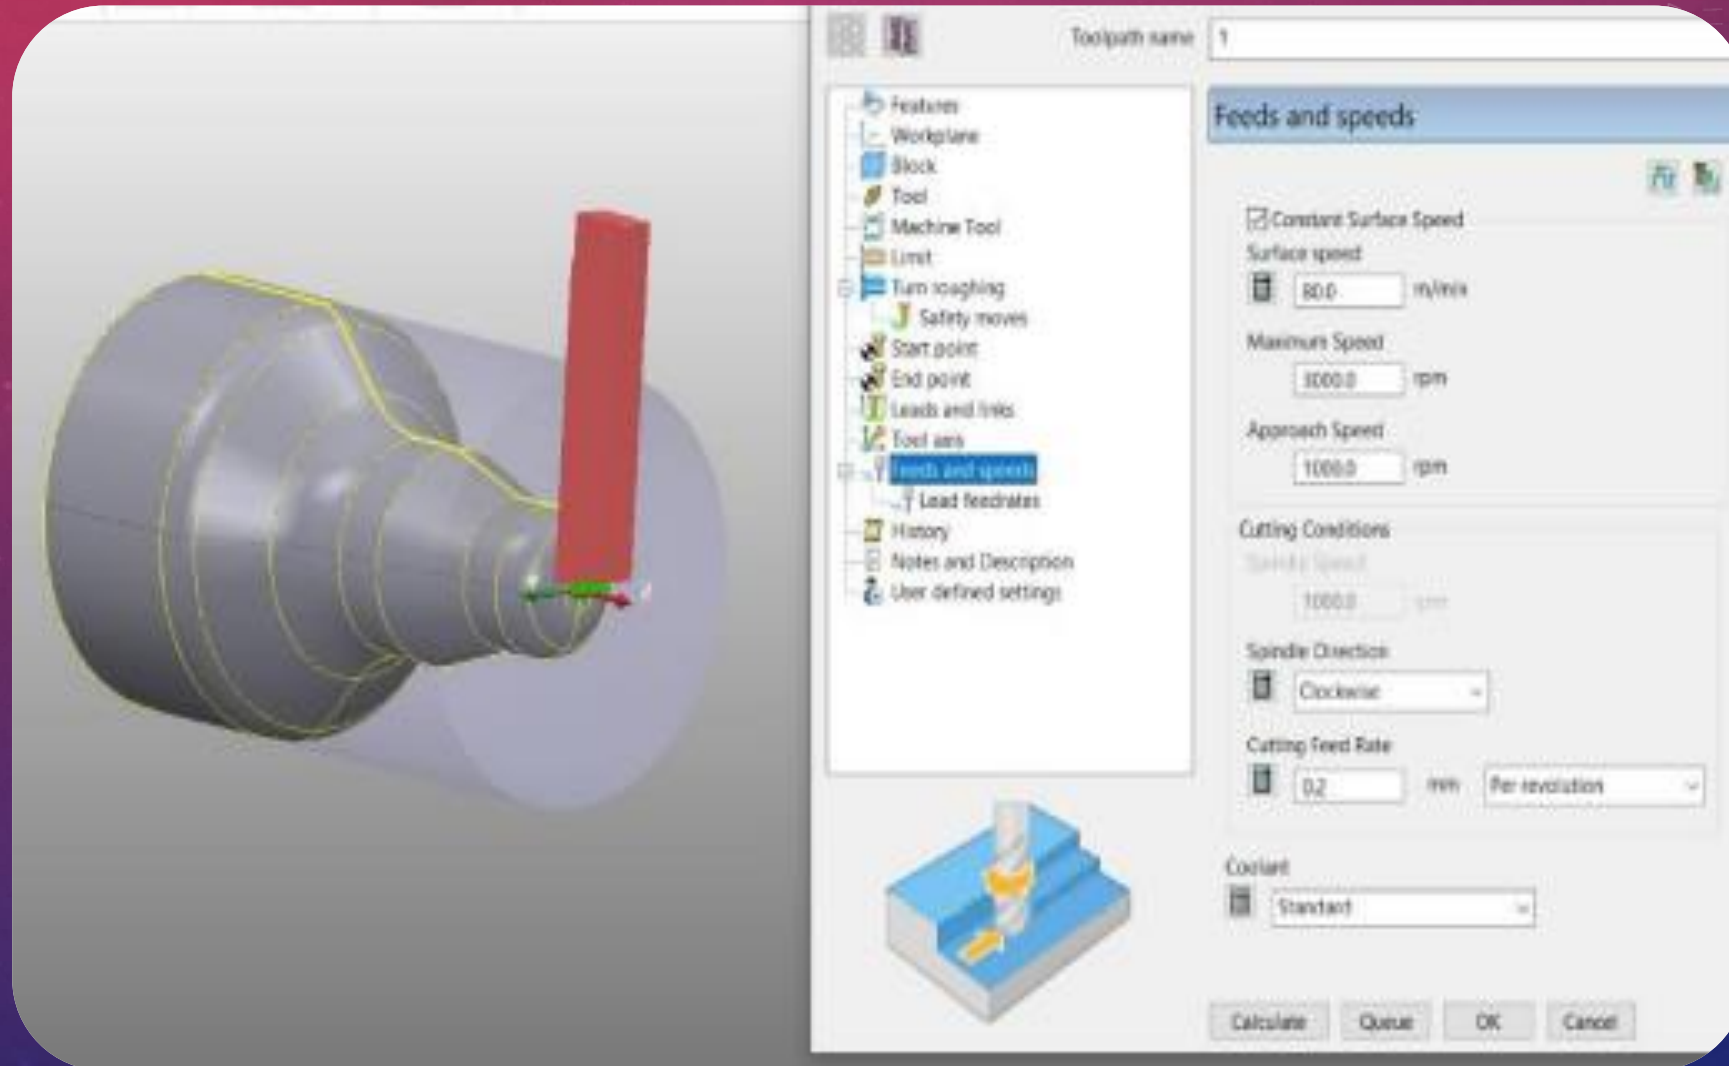 Toolpath name
1
Features
Workplane
Block
Tool
Machine Tool
Limit
Turn roughing
Safety moves
Start point
End point
Leads and links
Tool axis
Feeds and speeds
Lead feedrates
History
Notes and Description
User defined settings
Feeds and speeds
Constant Surface Speed
Surface speed
80.0 m/min
Maximum Speed
3000.0 rpm
Approach Speed
1000.0 rpm
Cutting Conditions
Spindle Speed
1000.0 rpm
Spindle Direction
Clockwise
Cutting Feed Rate
0.2 mm Per revolution
Coolant
Standard
Calculate Queue OK Cancel